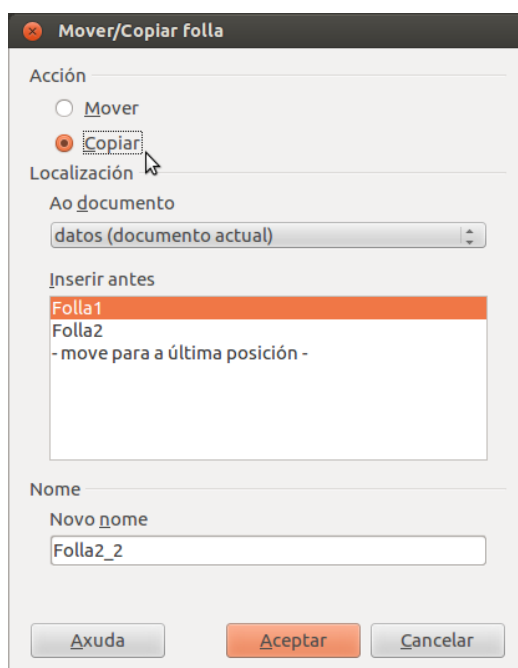 Mover/Copiar folla
Acción
Mover
Copiar
Localización
Ao documento
datos (documento actual)
Inserir antes
Folla1
Folla2
- move para a última posición -
Nome
Novo nome
Folla2_2
Axuda
Aceptar
Cancelar